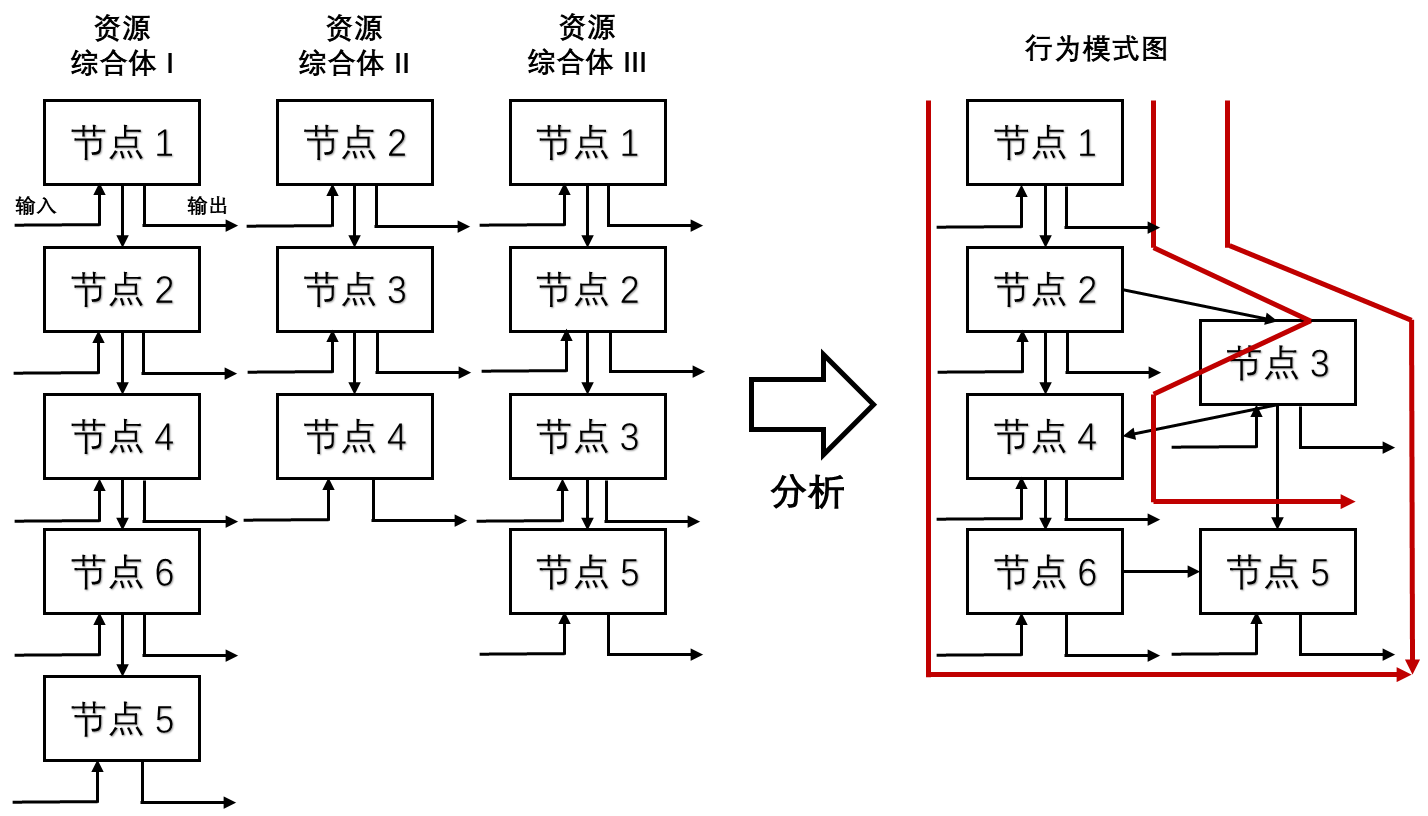 资源
综合体 I
资源
综合体 II
资源
综合体 III
行为模式图
节点 1
节点 2
节点 1
节点 1
输入
输出
节点 2
节点 3
节点 2
节点 2
节点 3
节点 4
节点 4
节点 3
节点 4
分析
节点 6
节点 5
节点 6
节点 5
节点 5